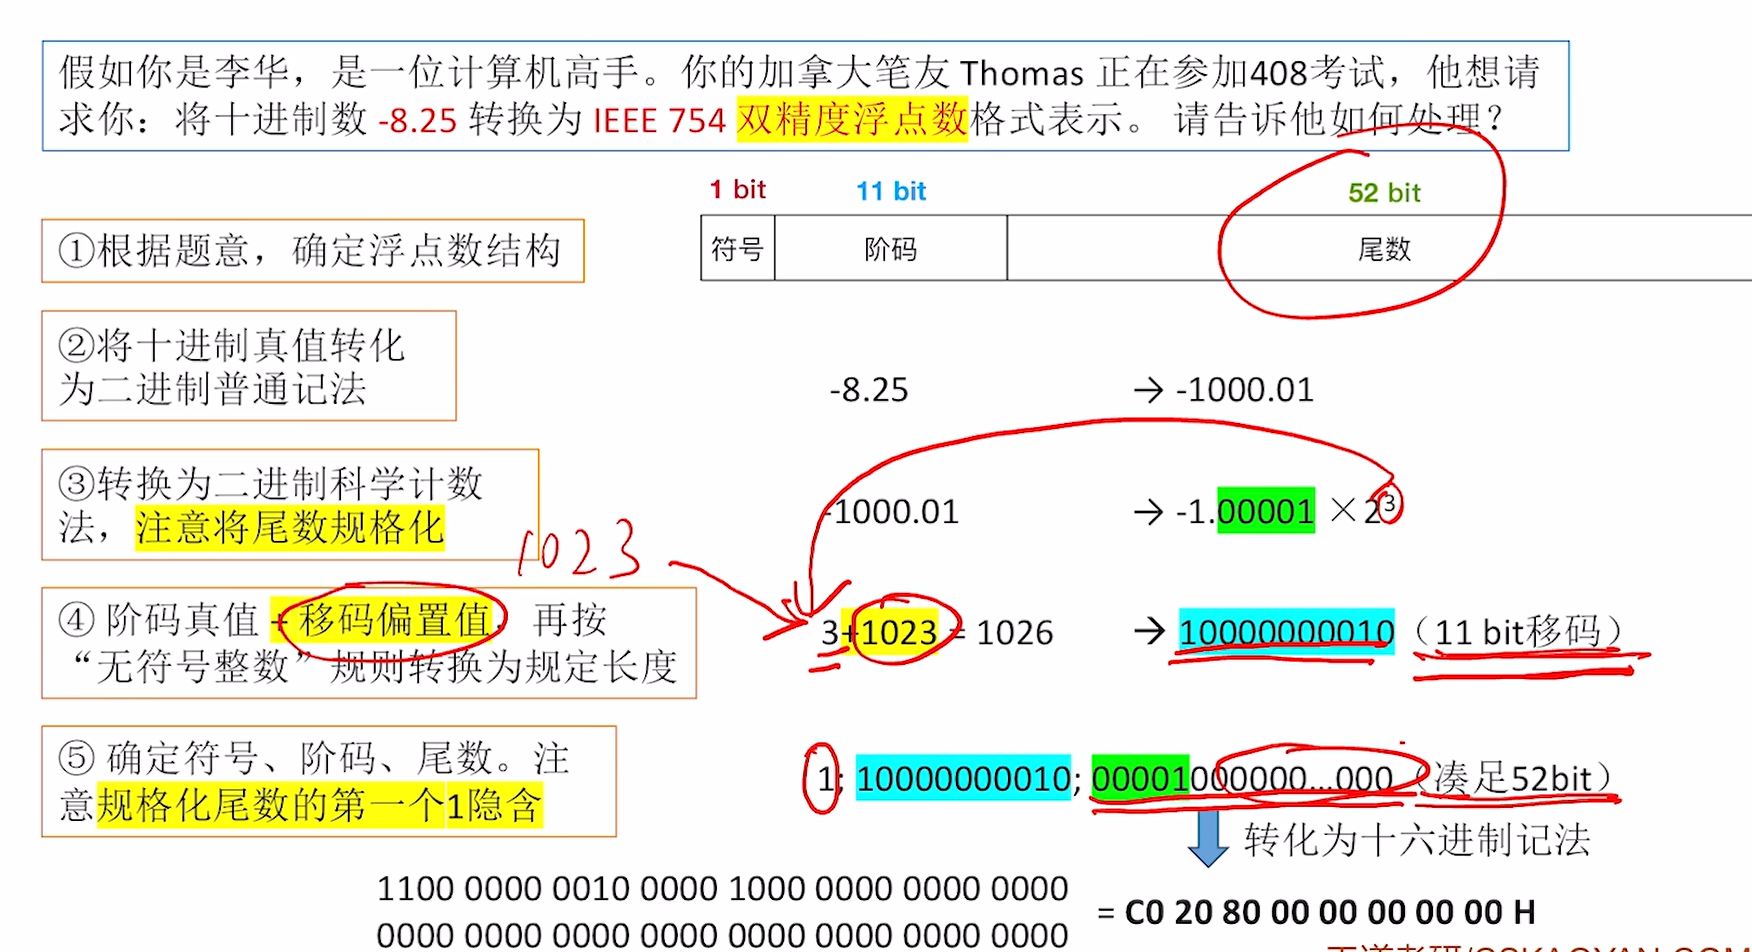 假如你是李华，是一位计算机高手。你的加拿大笔友 Thomas 正在参加408考试，他想请
求你：将十进制数 -8.25 转换为 IEEE 754 双精度浮点数格式表示。 请告诉他如何处理？
1 bit 11 bit 52 bit
符号 阶码 尾数
①根据题意，确定浮点数结构
②将十进制真值转化
为二进制普通记法
-8.25 → -1000.01
③转换为二进制科学计数
法，注意将尾数规格化
-1000.01 → -1.00001 ×2³
1023
④ 阶码真值 + 移码偏置值，再按
“无符号整数”规则转换为规定长度
3+1023 = 1026 → 10000000010（11 bit移码）
⑤ 确定符号、阶码、尾数。注
意规格化尾数的第一个1隐含
1; 10000000010; 00001000000...000（凑足52bit）
转化为十六进制记法
1100 0000 0010 0000 1000 0000 0000 0000
0000 0000 0000 0000 0000 0000 0000 0000
= C0 20 80 00 00 00 00 00 H